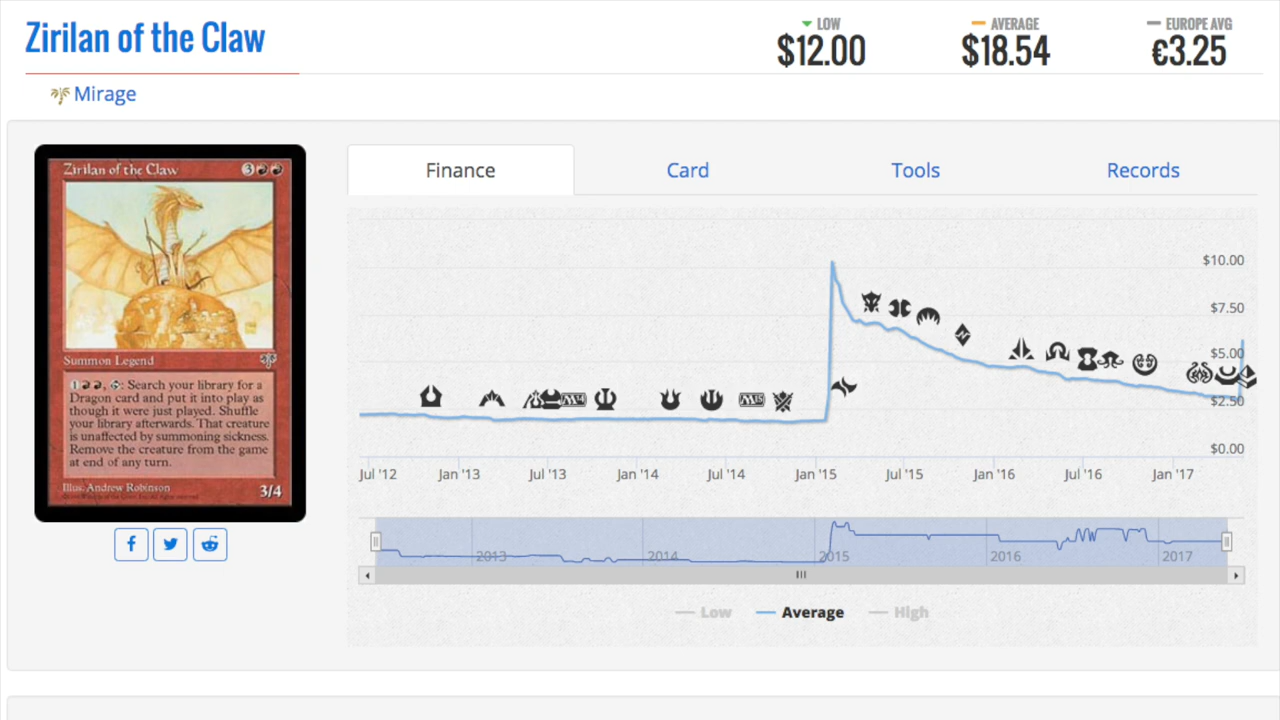 Zirilan of the Claw
LOW
$12.00
AVERAGE
$18.54
EUROPE AVG
€3.25
Mirage
Zirilan of the Claw 3
Summon Legend
1 : Search your library for a
Dragon card and put it into play as
though it were just played. Shuffle
your library afterwards. That creature
is unaffected by summoning sickness.
Remove the creature from the game
at end of any turn.
Illus. Andrew Robinson
3/4
Finance Card Tools Records
$10.00
$7.50
$5.00
$2.50
$0.00
M14
M15
Jul '12 Jan '13 Jul '13 Jan '14 Jul '14 Jan '15 Jul '15 Jan '16 Jul '16 Jan '17
2013 2014 2015 2016 2017
Low Average High